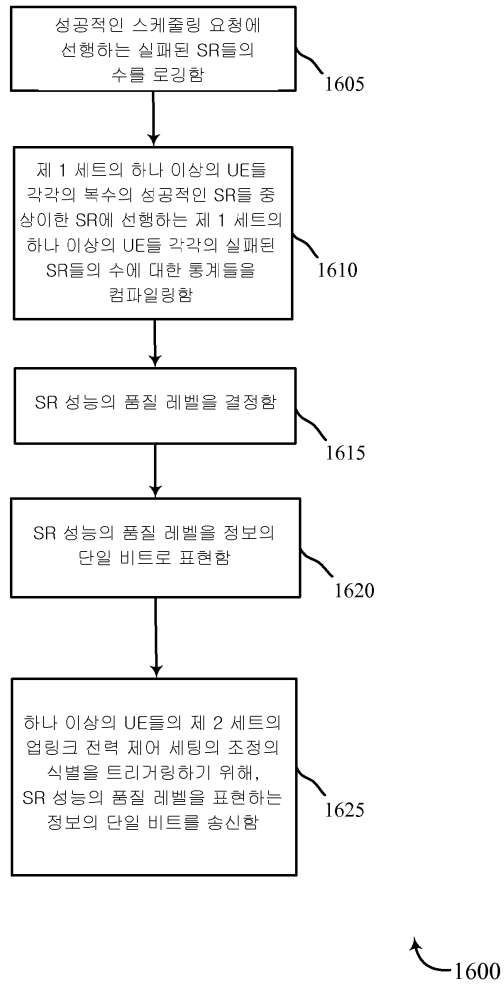 성공적인 스케줄링 요청에
선행하는 실패된 SR들의
수를 로깅함
1605
제 1 세트의 하나 이상의 UE들
각각의 복수의 성공적인 SR들 중
상이한 SR에 선행하는 제 1 세트의
하나 이상의 UE들 각각의 실패된
SR들의 수에 대한 통계들을
컴파일링함
1610
SR 성능의 품질 레벨을 결정함
1615
SR 성능의 품질 레벨을 정보의
단일 비트로 표현함
1620
하나 이상의 UE들의 제 2 세트의
업링크 전력 제어 세팅의 조정의
식별을 트리거링하기 위해,
SR 성능의 품질 레벨을 표현하는
정보의 단일 비트를 송신함
1625
1600